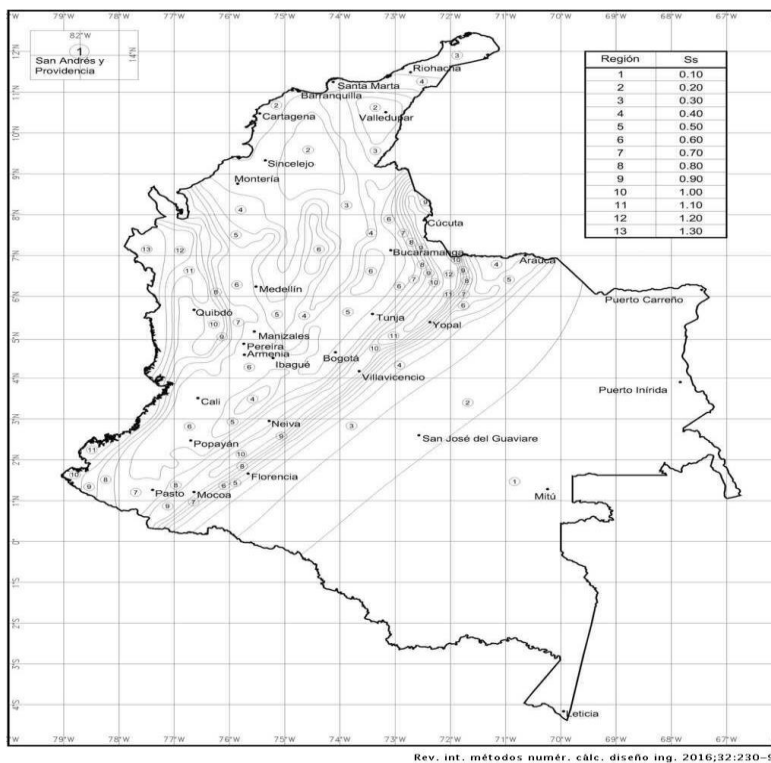 82°W
1
14°N
San Andrés y
Providencia
Región Ss
1 0.10
2 0.20
3 0.30
4 0.40
5 0.50
6 0.60
7 0.70
8 0.80
9 0.90
10 1.00
11 1.10
12 1.20
13 1.30
12°N
11°N
10°N
9°N
8°N
7°N
6°N
5°N
4°N
3°N
2°N
1°N
0°
1°S
2°S
3°S
4°S
Riohacha
Santa Marta
Barranquilla
Cartagena
Valledupar
Sincelejo
Montería
Cúcuta
Bucaramanga
Arauca
Medellín
Puerto Carreño
Quibdó
Tunja
Yopal
Manizales
Pereira
Armenia
Ibagué
Bogotá
Villavicencio
Puerto Inírida
Cali
Neiva
San José del Guaviare
Popayán
Florencia
Pasto
Mocoa
Mitú
Leticia
79°W 78°W 77°W 76°W 75°W 74°W 73°W 72°W 71°W 70°W 69°W 68°W 67°W
Rev. int. métodos numér. cálc. diseño ing. 2016;32:230-9